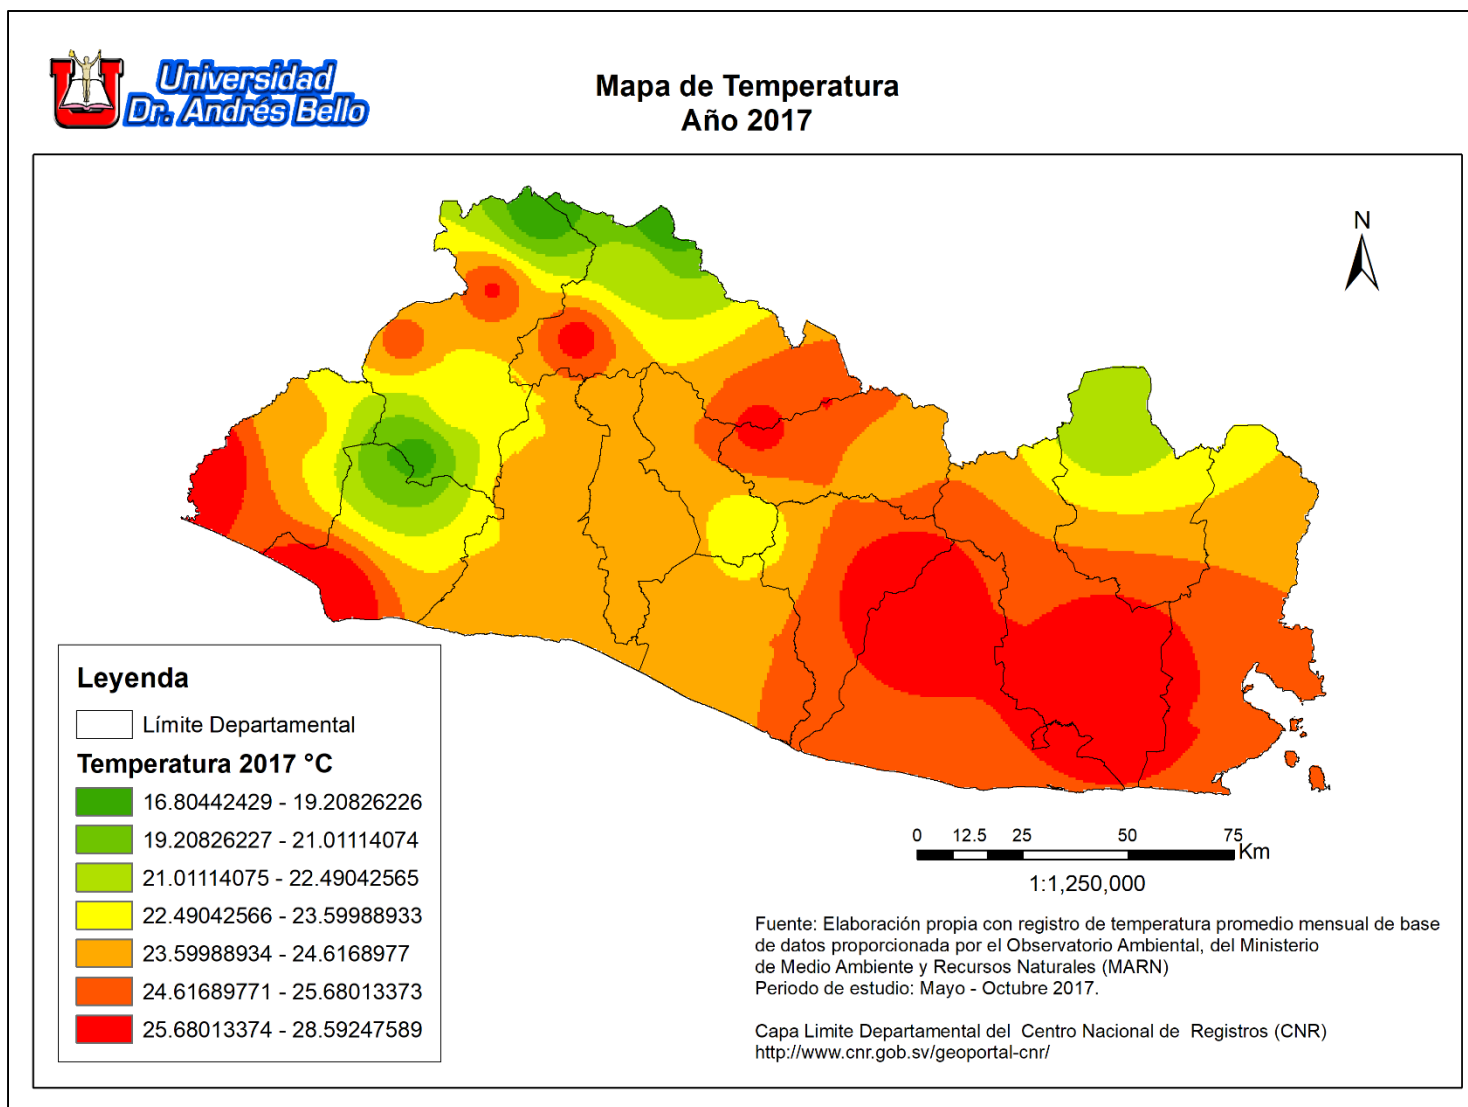 Universidad
Dr. Andrés Bello
Mapa de Temperatura
Año 2017
N
Leyenda
Límite Departamental
Temperatura 2017 °C
16.80442429 - 19.20826226
19.20826227 - 21.01114074
21.01114075 - 22.49042565
22.49042566 - 23.59988933
23.59988934 - 24.6168977
24.61689771 - 25.68013373
25.68013374 - 28.59247589
0 12.5 25 50 75
Km
1:1,250,000
Fuente: Elaboración propia con registro de temperatura promedio mensual de base
de datos proporcionada por el Observatorio Ambiental, del Ministerio
de Medio Ambiente y Recursos Naturales (MARN)
Periodo de estudio: Mayo - Octubre 2017.
Capa Limite Departamental del Centro Nacional de Registros (CNR)
http://www.cnr.gob.sv/geoportal-cnr/